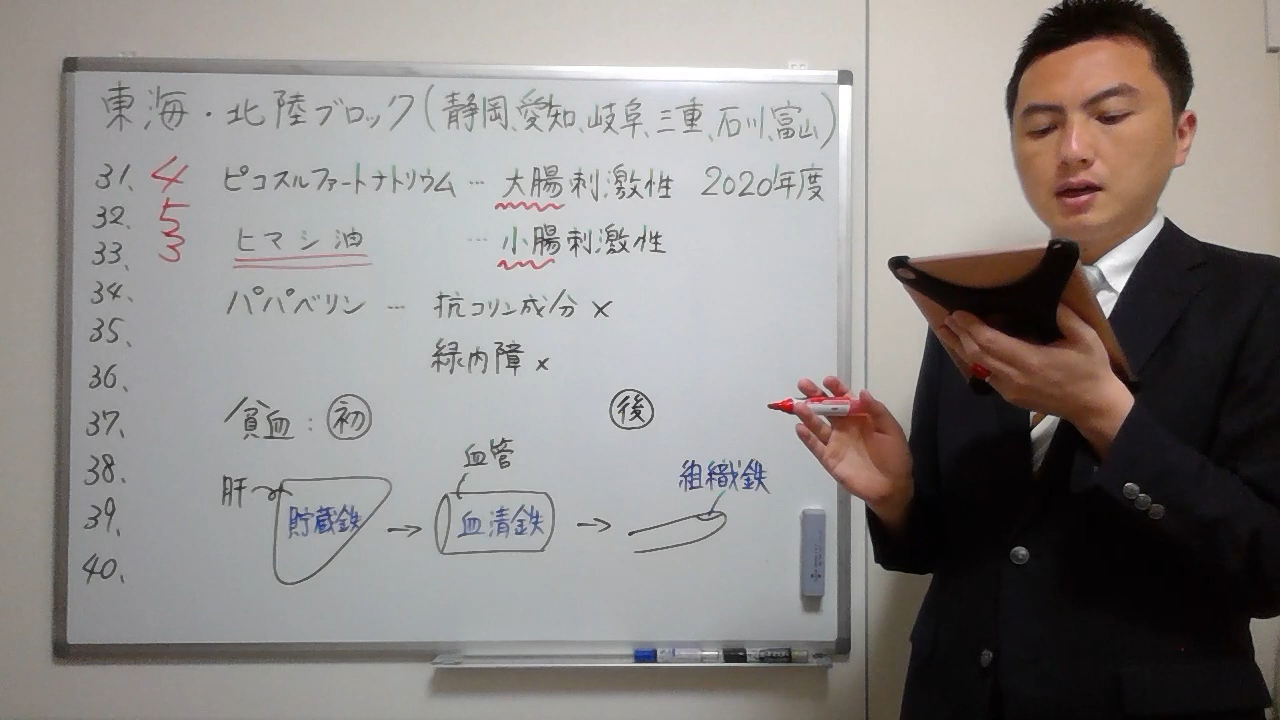 東海・北陸ブロック(静岡、愛知、岐阜、三重、石川、富山)
31、 4 ピコスルファートナトリウム … 大腸刺激性 2020年度
32、 5
33、 3 ヒマシ油 … 小腸刺激性
34、 パパベリン … 抗コリン成分 ×
35、
緑内障 ×
36、
37、 貧血 : 初 後
38、 血管
肝 組織鉄
39、 貯蔵鉄 → 血清鉄 →
40、